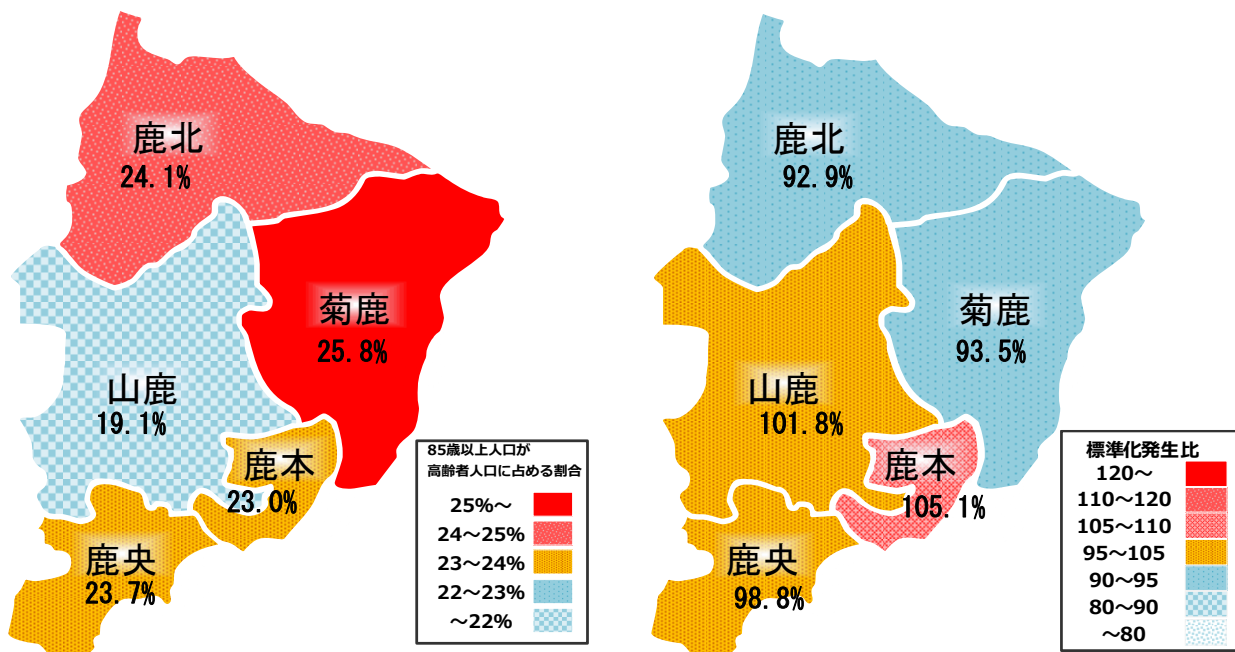 鹿北
24.1%
菊鹿
25.8%
山鹿
19.1%
鹿本
23.0%
鹿央
23.7%
85歳以上人口が
高齢者人口に占める割合
25%～
24～25%
23～24%
22～23%
～22%
鹿北
92.9%
菊鹿
93.5%
山鹿
101.8%
鹿本
105.1%
鹿央
98.8%
標準化発生比
120～
110～120
105～110
95～105
90～95
80～90
～80